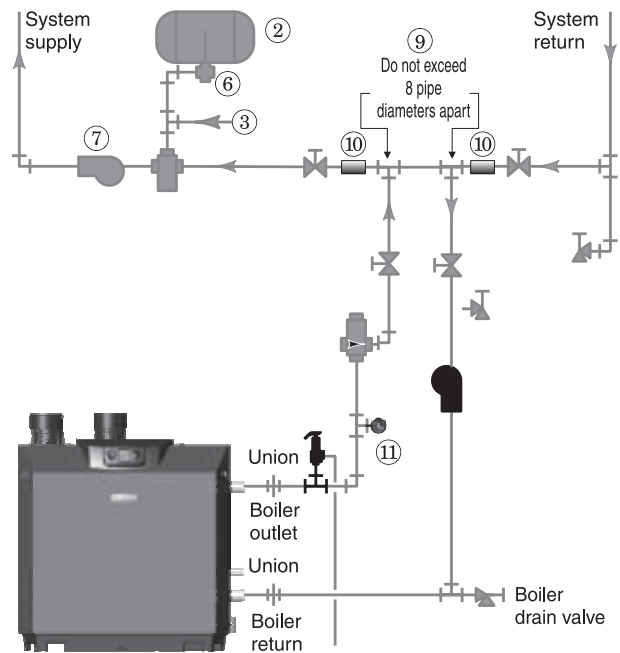 System
supply
②
⑥
③
⑦
⑨
Do not exceed
8 pipe
diameters apart
⑩
⑩
System
return
⑪
Union
Boiler
outlet
Union
Boiler
return
Boiler
drain valve